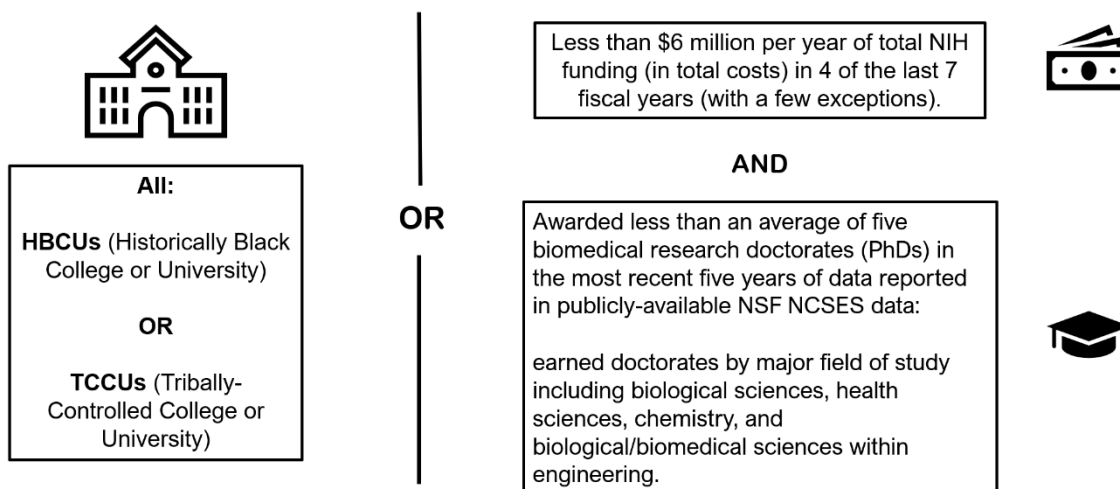 All:
HBCUs (Historically Black
College or University)
OR
TCCUs (Tribally-
Controlled College or
University)
OR
Less than $6 million per year of total NIH
funding (in total costs) in 4 of the last 7
fiscal years (with a few exceptions).
AND
Awarded less than an average of five
biomedical research doctorates (PhDs) in
the most recent five years of data reported
in publicly-available NSF NCSES data:
earned doctorates by major field of study
including biological sciences, health
sciences, chemistry, and
biological/biomedical sciences within
engineering.